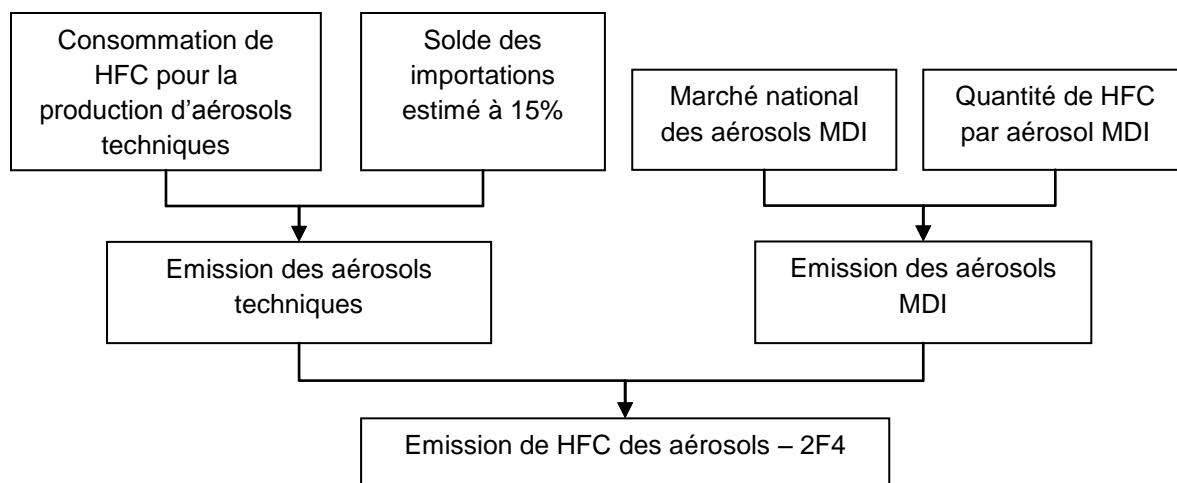 Consommation de
HFC pour la
production d’aérosols
techniques
Solde des
importations
estimé à 15%
Marché national
des aérosols MDI
Quantité de HFC
par aérosol MDI
Emission des aérosols
techniques
Emission des aérosols
MDI
Emission de HFC des aérosols – 2F4